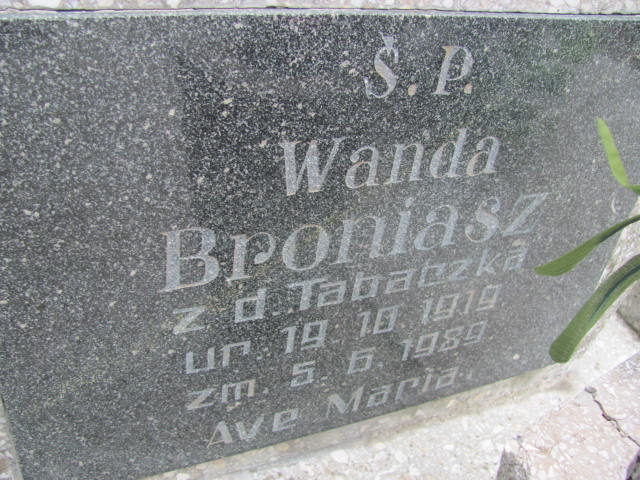 Ś.P.
Wanda
Broniasz
z d. Tabaczka
ur. 19.10.1919
zm. 5.6.1989
Ave Maria.